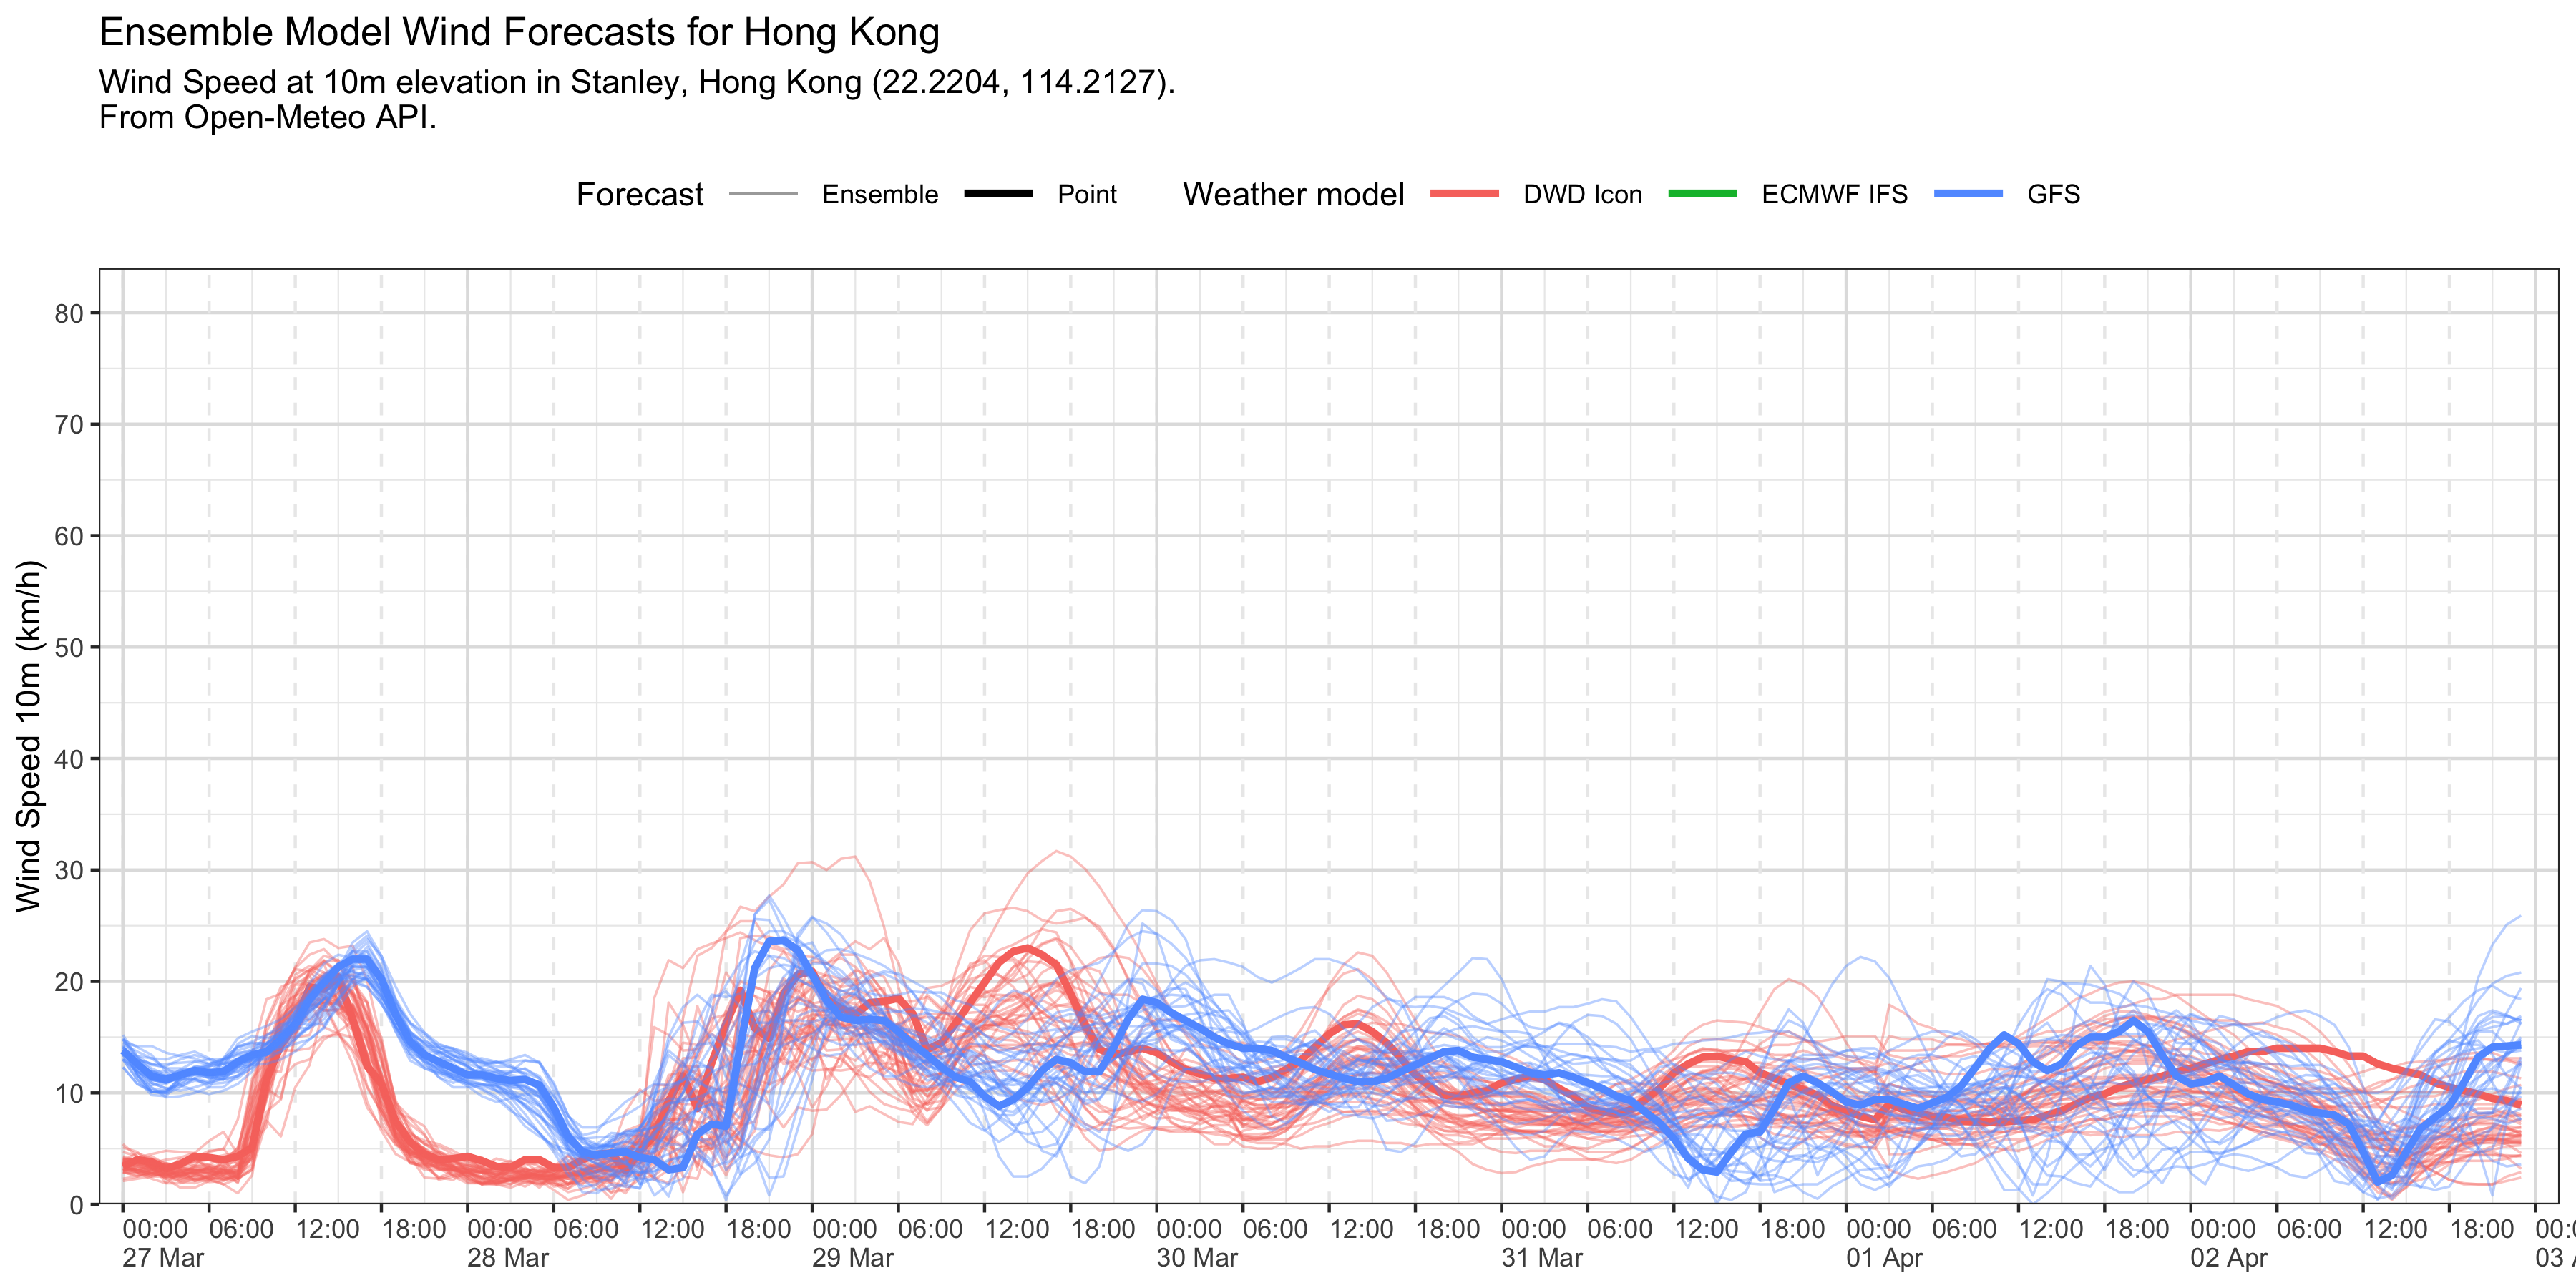 Ensemble Model Wind Forecasts for Hong Kong
Wind Speed at 10m elevation in Stanley, Hong Kong (22.2204, 114.2127).
From Open-Meteo API.
Forecast Ensemble Point Weather model DWD Icon ECMWF IFS GFS
Wind Speed 10m (km/h)
80
70
60
50
40
30
20
10
0
00:00 06:00 12:00 18:00 00:00 06:00 12:00 18:00 00:00 06:00 12:00 18:00 00:00 06:00 12:00 18:00 00:00 06:00 12:00 18:00 00:00 06:00 12:00 18:00 00:00 06:00 12:00 18:00
27 Mar 28 Mar 29 Mar 30 Mar 31 Mar 01 Apr 02 Apr 03